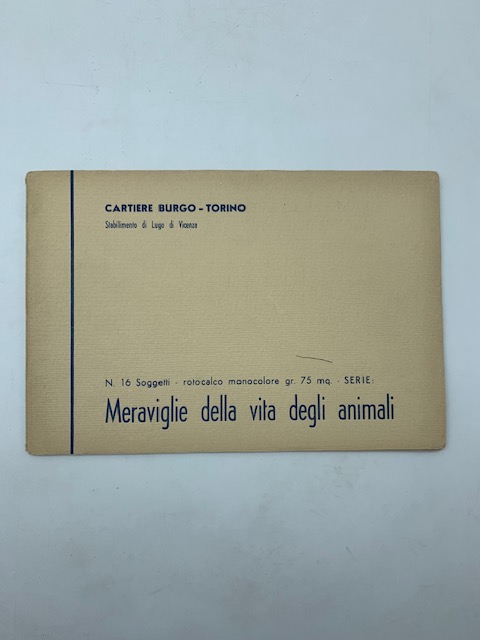 CARTIERE BURGO - TORINO
Stabilimento di Lugo di Vicenza
N. 16 Soggetti - rotocalco monocolore gr. 75 mq. - SERIE:
Meraviglie della vita degli animali